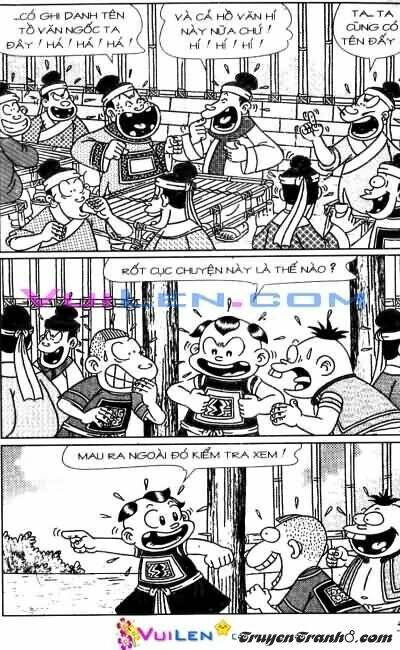 ...CÓ GHI DANH TÊN
TỒ VĂN NGỐC TA
ĐÂY ! HÁ ! HÁ ! HÁ !
VÀ CẢ HỒ VĂN HÍ
NÀY NỮA CHỨ !
HÍ ! HÍ ! HÍ !
TA... TA
CŨNG CÓ
TÊN ĐẤY
RỐT CỤC CHUYỆN NÀY LÀ THẾ NÀO ?
VUILEN.COM
MAU RA NGOÀI ĐÓ KIỂM TRA XEM !
VUILEN
TruyenTranh8.com